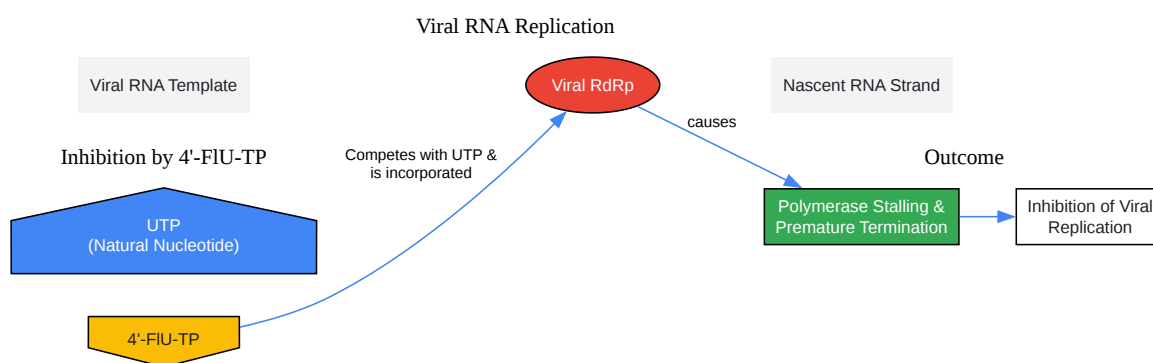 Viral RNA Replication
Viral RNA Template
Viral RdRp
Nascent RNA Strand
causes
Inhibition by 4'-FlU-TP
Competes with UTP &
is incorporated
Outcome
UTP
(Natural Nucleotide)
Polymerase Stalling &
Premature Termination
Inhibition of Viral
Replication
4'-FlU-TP